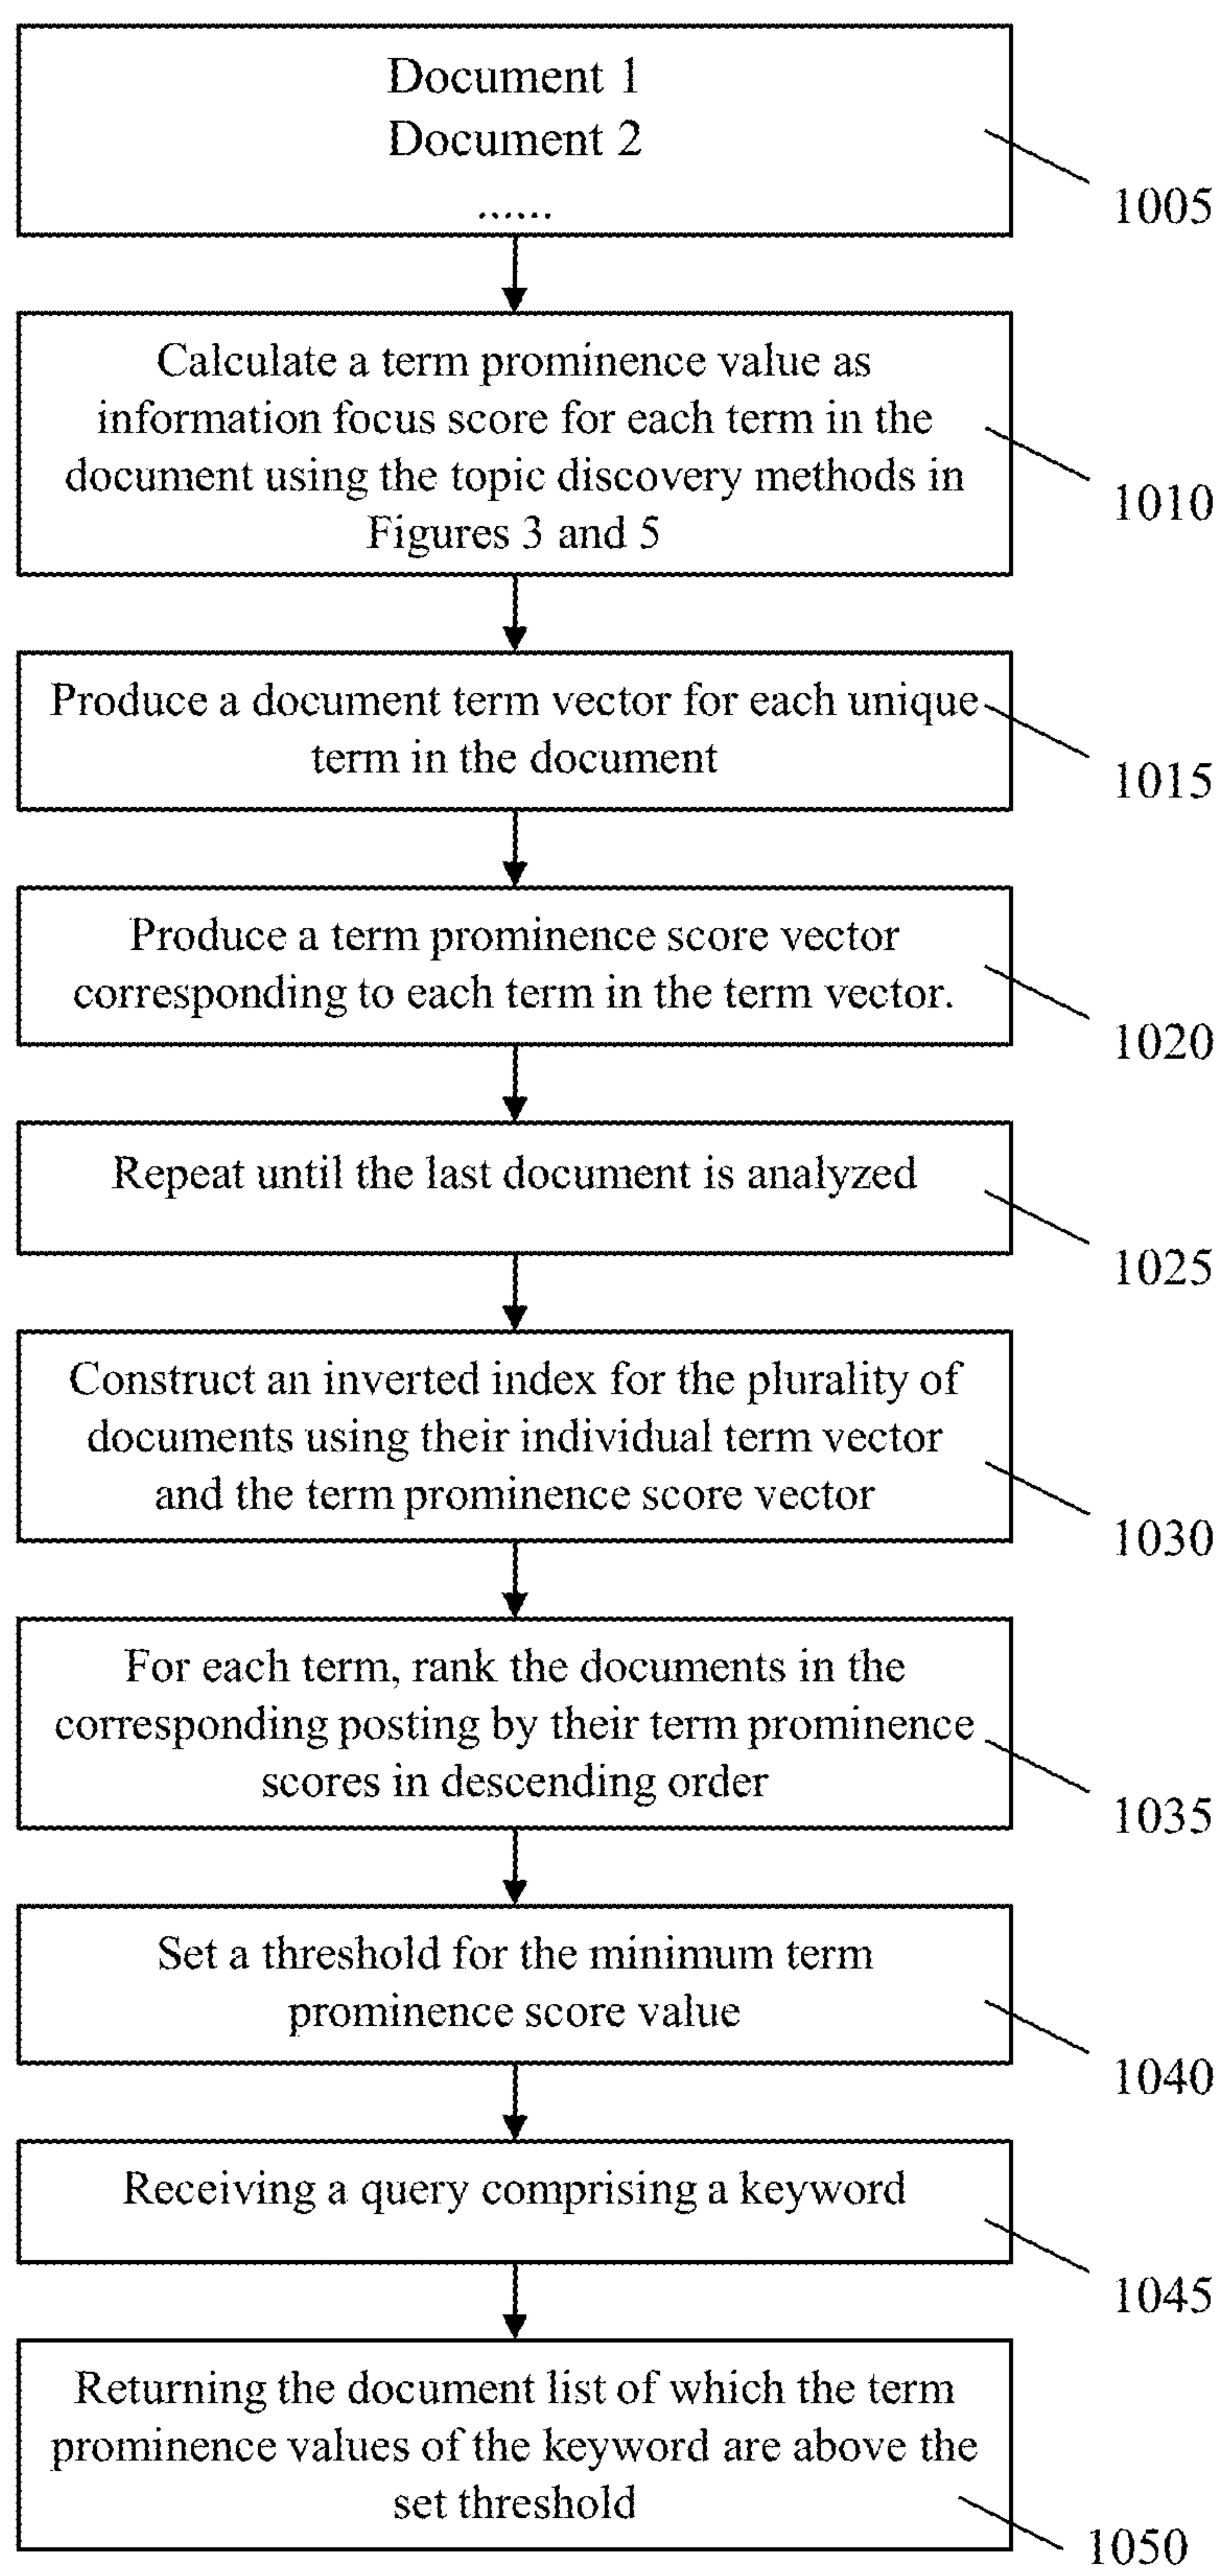 Document 1
Document 2
......
1005
Calculate a term prominence value as
information focus score for each term in the
document using the topic discovery methods in
Figures 3 and 5
1010
Produce a document term vector for each unique
term in the document
1015
Produce a term prominence score vector
corresponding to each term in the term vector.
1020
Repeat until the last document is analyzed
1025
Construct an inverted index for the plurality of
documents using their individual term vector
and the term prominence score vector
1030
For each term, rank the documents in the
corresponding posting by their term prominence
scores in descending order
1035
Set a threshold for the minimum term
prominence score value
1040
Receiving a query comprising a keyword
1045
Returning the document list of which the term
prominence values of the keyword are above the
set threshold
1050